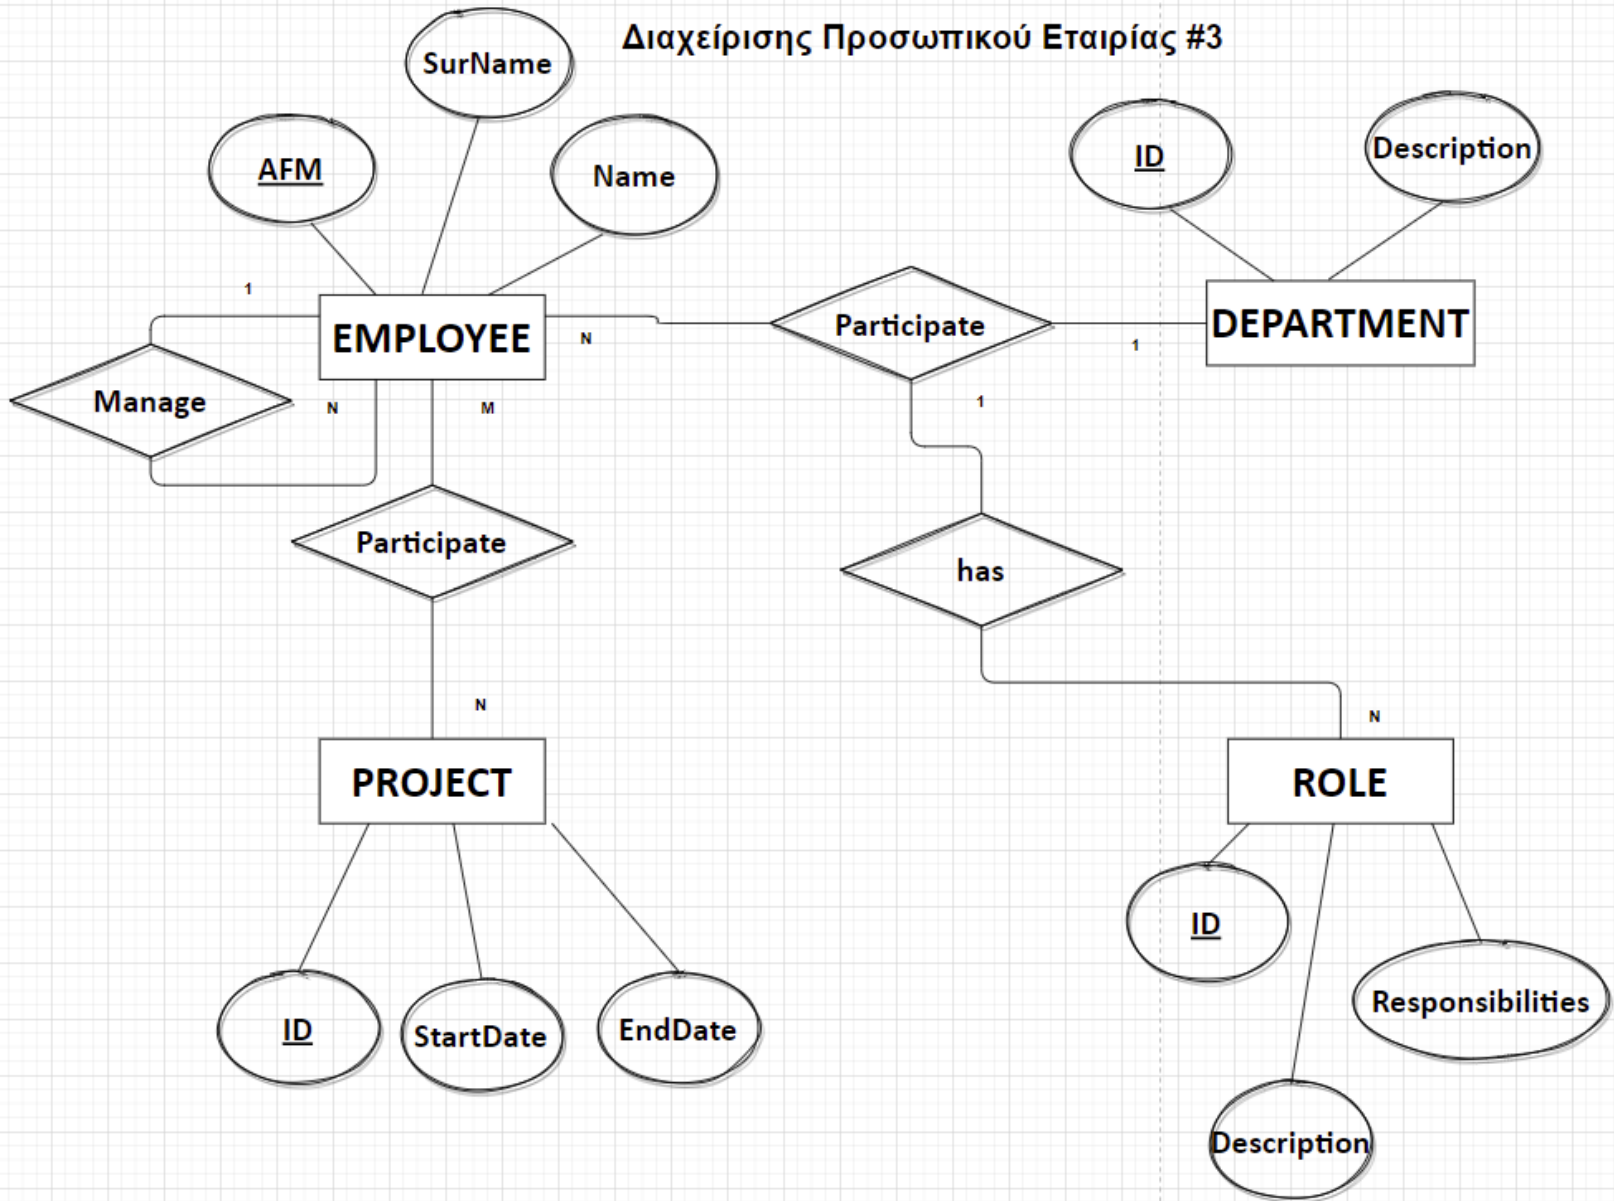 Διαχείρισης Προσωπικού Εταιρίας #3
SurName
AFM
Name
ID
Description
1
EMPLOYEE
N
Participate
1
DEPARTMENT
Manage
N
M
1
Participate
has
N
N
PROJECT
ROLE
ID
StartDate
EndDate
ID
Responsibilities
Description